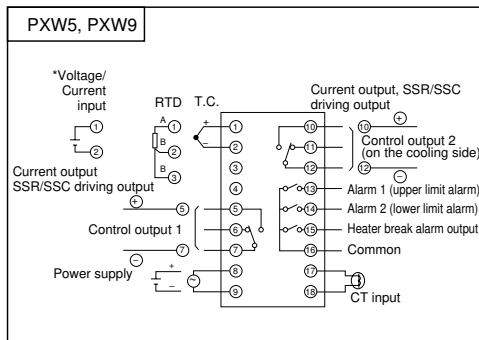 PXW5, PXW9
*Voltage/
Current
input
RTD T.C.
Current output, SSR/SSC
driving output
1
2
A
B
B
1
2
3
+
−
1
2
3
4
5
6
7
8
9
10
11
12
13
14
15
16
17
18
10
+
Control output 2
(on the cooling side)
12
−
Alarm 1 (upper limit alarm)
Alarm 2 (lower limit alarm)
Heater break alarm output
Common
CT input
Current output
SSR/SSC driving output
+
5
Control output 1
−
7
Power supply
+
−
~